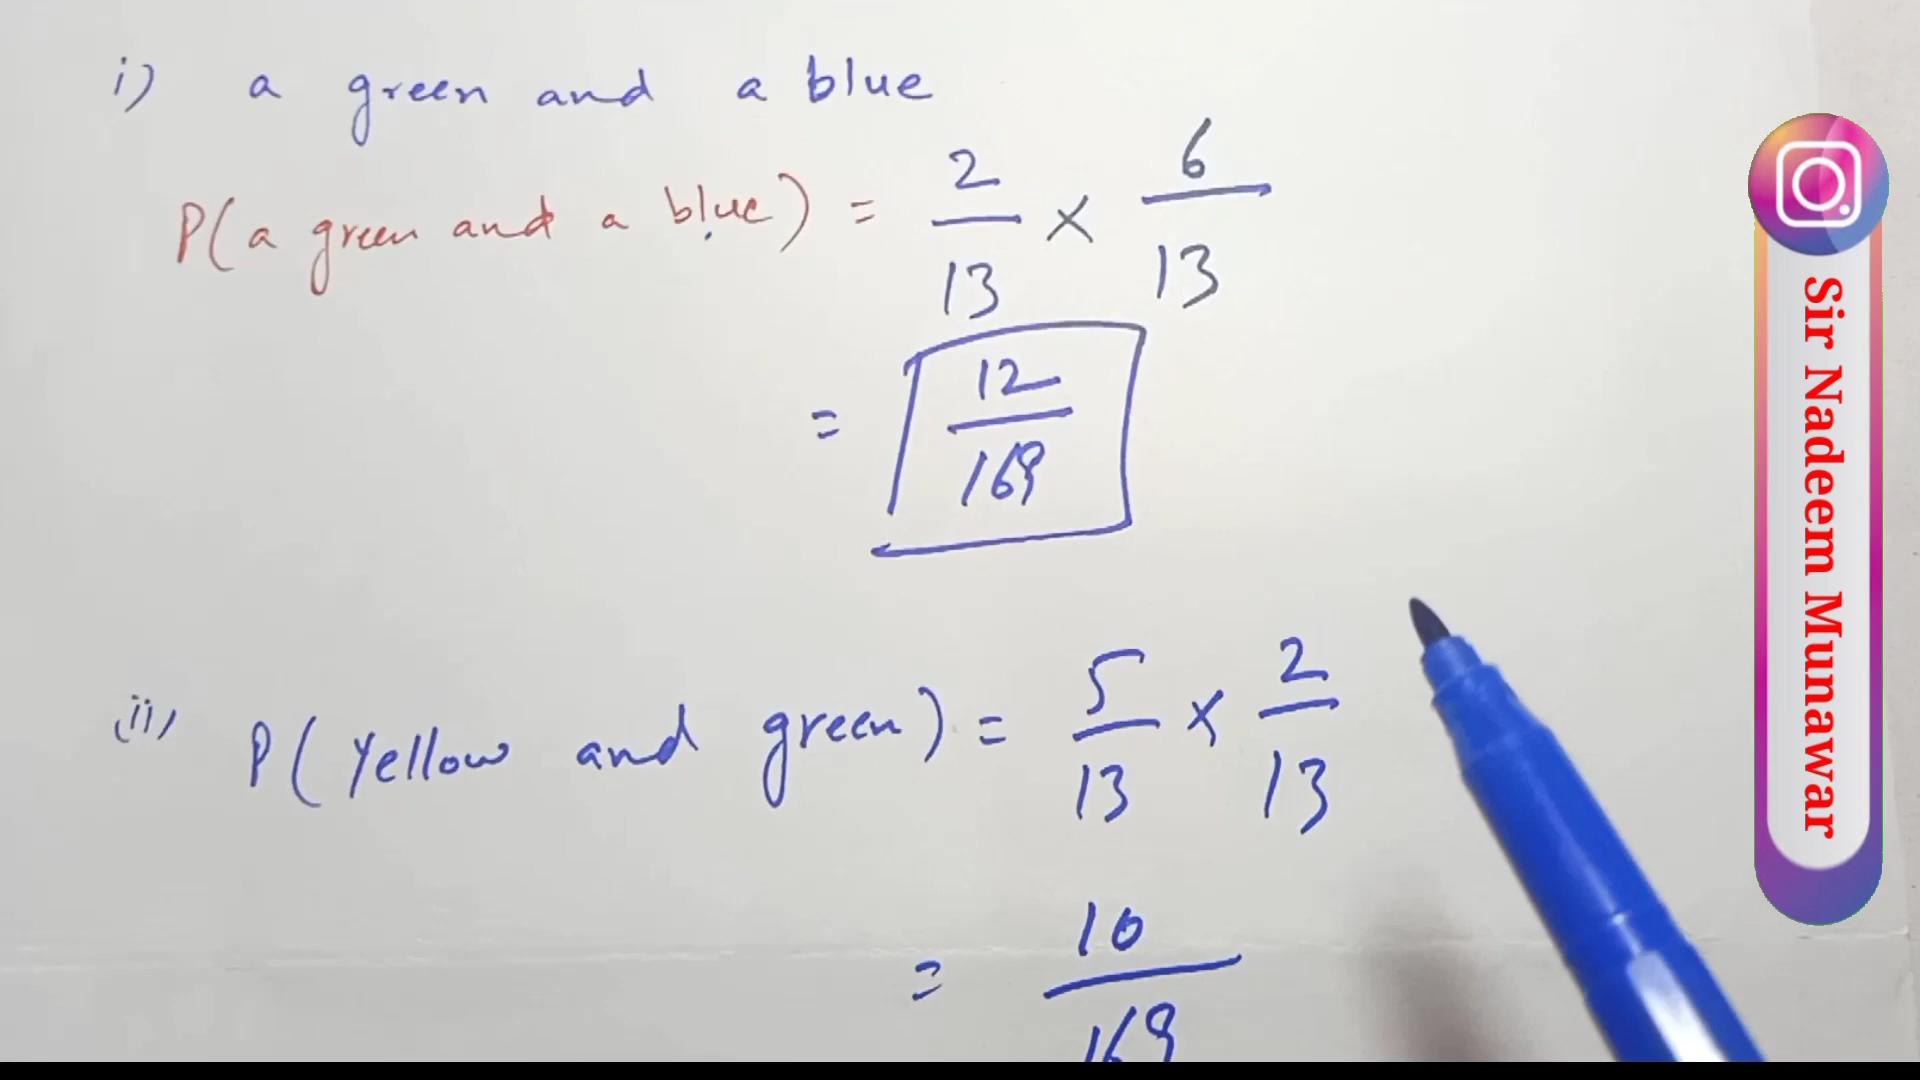 i) a green and a blue
P(a green and a blue) = 2/13 × 6/13
= 12/169
(ii) P(Yellow and green) = 5/13 × 2/13
= 10/169
Sir Nadeem Munawar